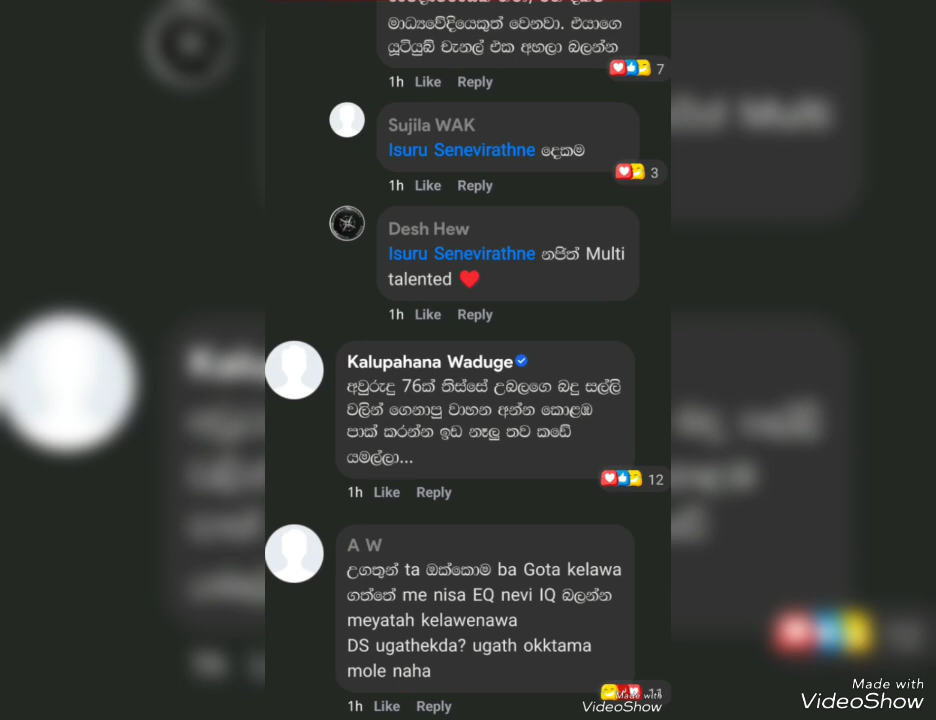 මාධ්‍යවේදියෙකුත් වෙනවා. එයාගෙ
යූටියුබ් චැනල් එක අහලා බලන්න
7
1h Like Reply
Sujila WAK
Isuru Senevirathne දෙකම
3
1h Like Reply
Desh Hew
Isuru Senevirathne නජිත් Multi
talented ❤️
1h Like Reply
Kalupahana Waduge
අවුරුදු 76ක් තිස්සේ උබලගෙ බදු සල්ලි
වලින් ගෙනාපු වාහන අන්න කොළඹ
පාක් කරන්න ඉඩ නෑලු තව කඩේ
යමල්ලා...
12
1h Like Reply
A W
උගතුන් ta ඔක්කොම ba Gota kelawa
ගත්තේ me nisa EQ nevi IQ බලන්න
meyatah kelawenawa
DS ugathekda? ugath okktama
mole naha
1h Like Reply
Made with
VideoShow
Made with
VideoShow